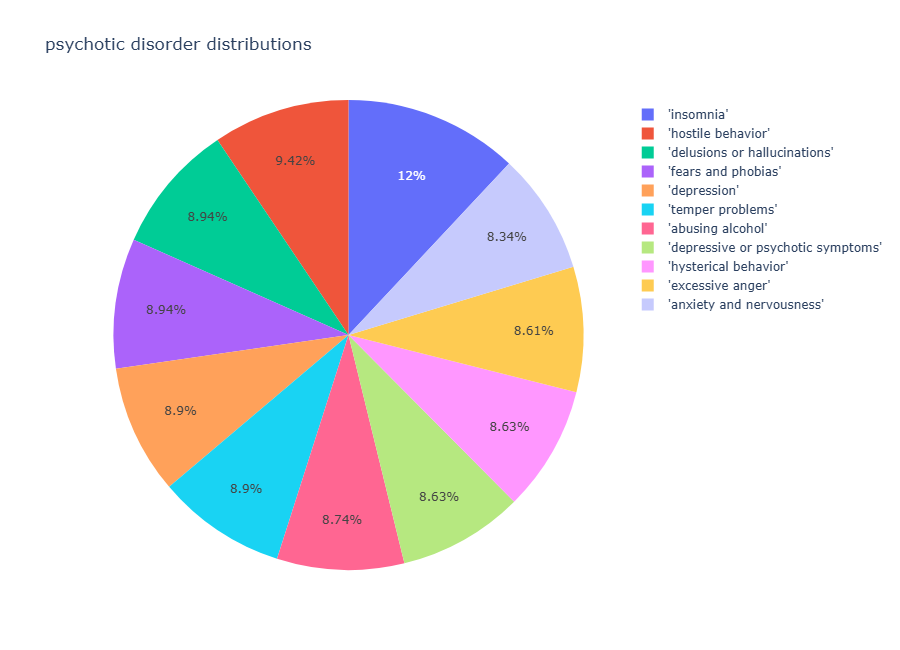 psychotic disorder distributions
9.42%
12%
8.94%
8.34%
8.94%
8.61%
8.9%
8.63%
8.9%
8.63%
8.74%
'insomnia'
'hostile behavior'
'delusions or hallucinations'
'fears and phobias'
'depression'
'temper problems'
'abusing alcohol'
'depressive or psychotic symptoms'
'hysterical behavior'
'excessive anger'
'anxiety and nervousness'